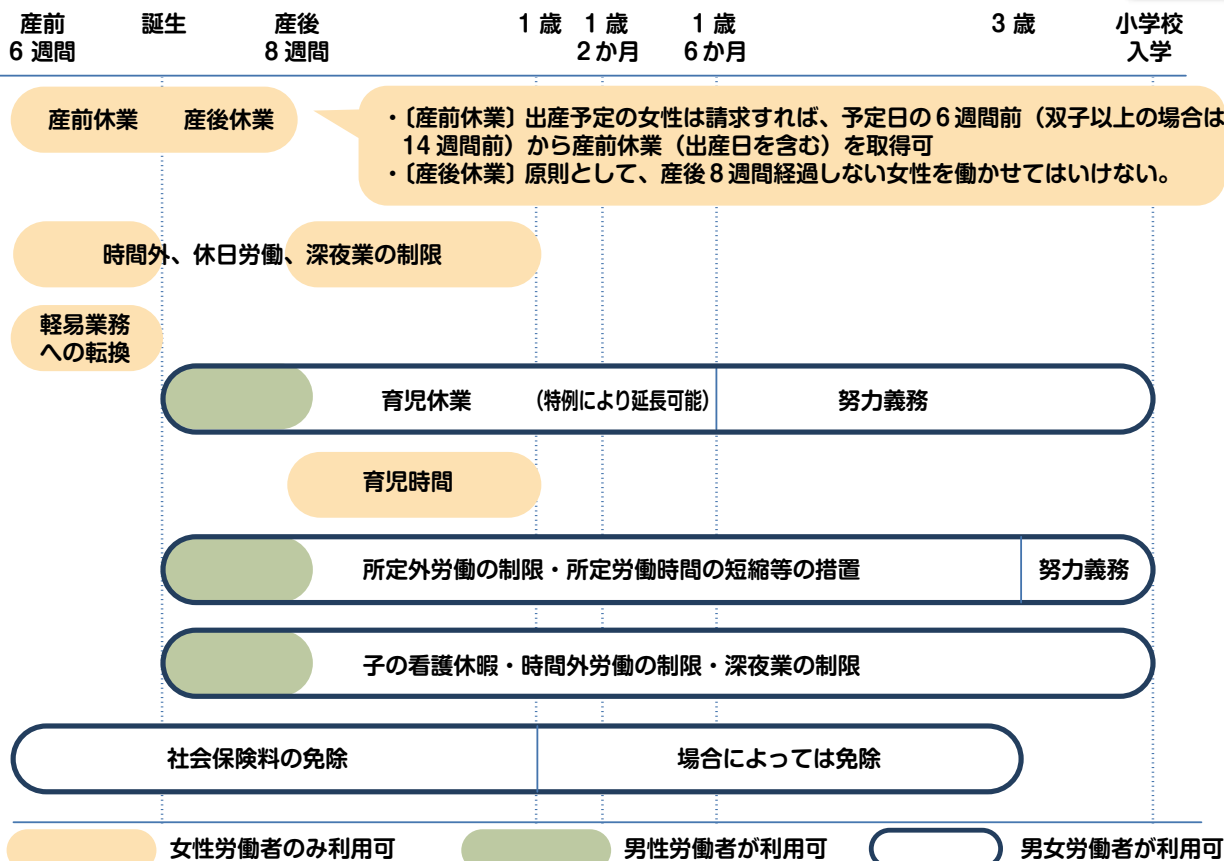 産前
6 週間
誕生
産後
8 週間
1 歳
1 歳
2 か月
1 歳
6 か月
3 歳
小学校
入学
産前休業
産後休業
・〔産前休業〕出産予定の女性は請求すれば、予定日の 6 週間前（双子以上の場合は
14 週間前）から産前休業（出産日を含む）を取得可
・〔産後休業〕原則として、産後 8 週間経過しない女性を働かせてはいけない。
時間外、休日労働、深夜業の制限
軽易業務
への転換
育児休業
（特例により延長可能）
努力義務
育児時間
所定外労働の制限・所定労働時間の短縮等の措置
努力義務
子の看護休暇・時間外労働の制限・深夜業の制限
社会保険料の免除
場合によっては免除
女性労働者のみ利用可
男性労働者が利用可
男女労働者が利用可